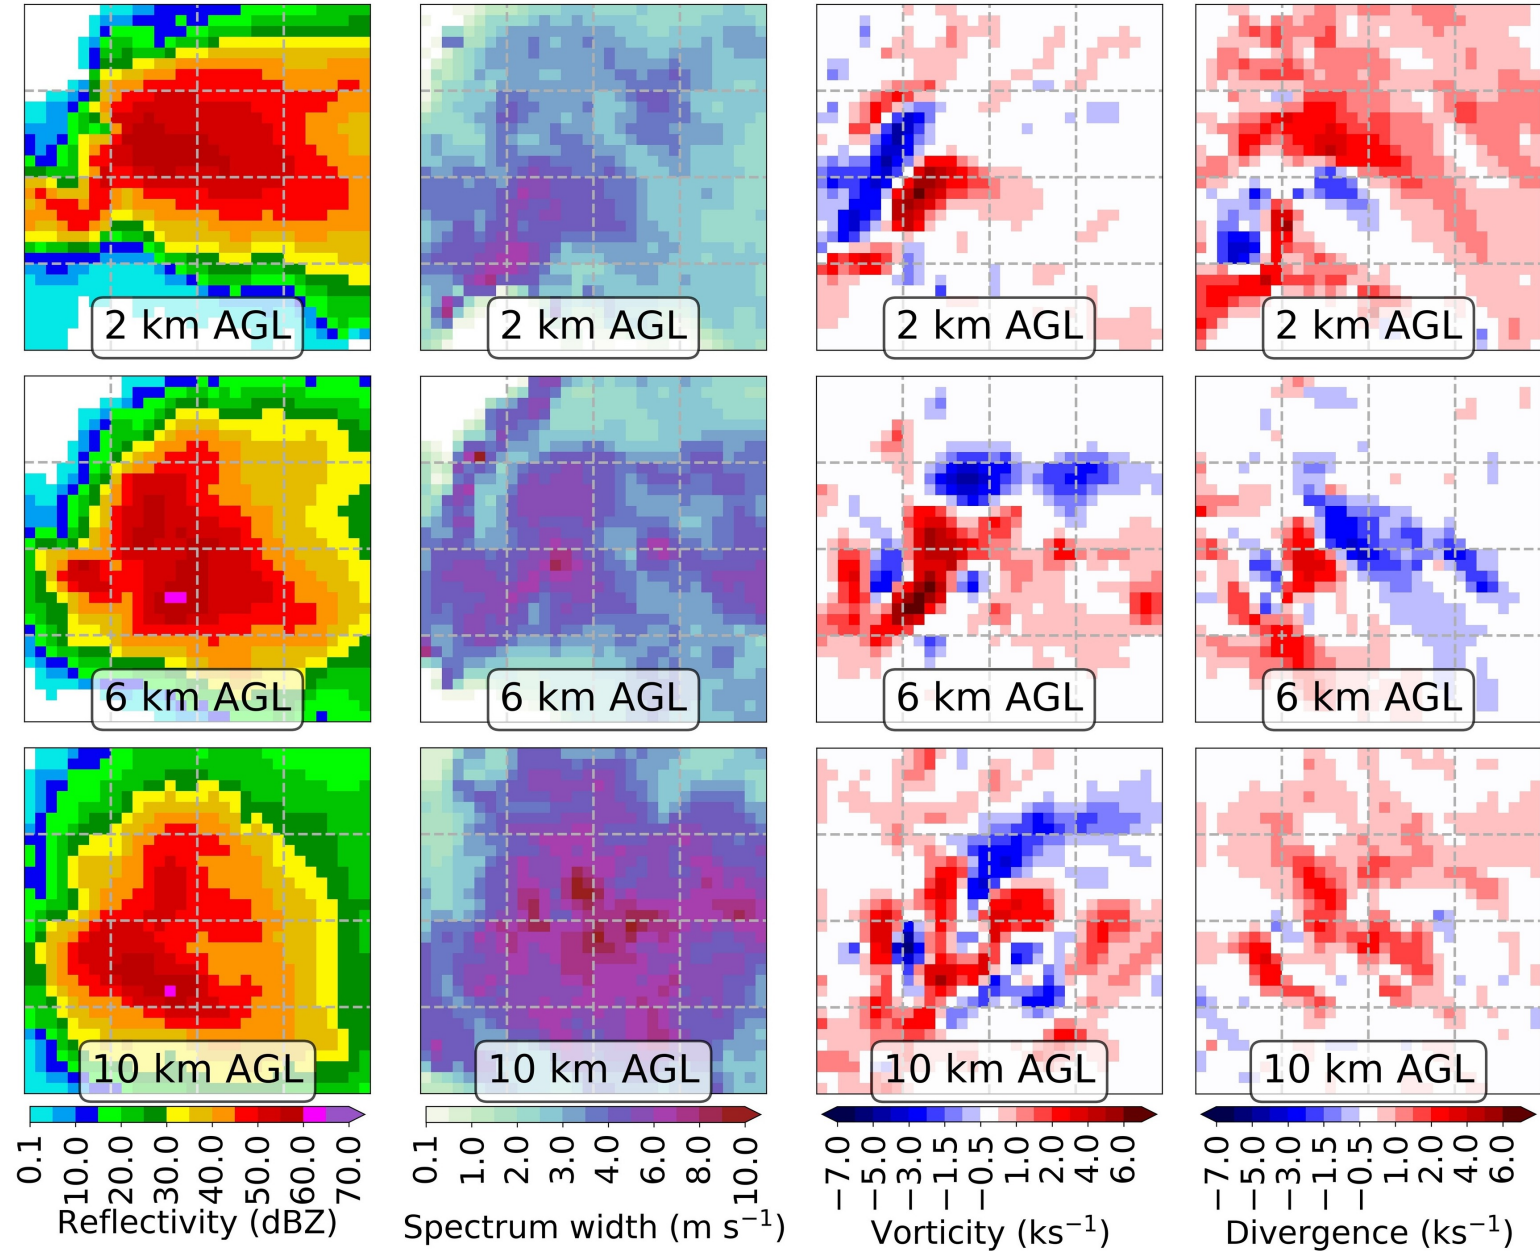 2 km AGL 2 km AGL 2 km AGL 2 km AGL
6 km AGL 6 km AGL 6 km AGL 6 km AGL
10 km AGL 10 km AGL 10 km AGL 10 km AGL
0.1 10.0 20.0 30.0 40.0 50.0 60.0 70.0
Reflectivity (dBZ)
0.1 1.0 2.0 3.0 4.0 5.0 6.0 8.0 10.0
Spectrum width (m s⁻¹)
−7.0 −5.0 −3.0 −1.5 −0.5 1.0 2.0 4.0 6.0
Vorticity (ks⁻¹)
−7.0 −5.0 −3.0 −1.5 −0.5 1.0 2.0 4.0 6.0
Divergence (ks⁻¹)